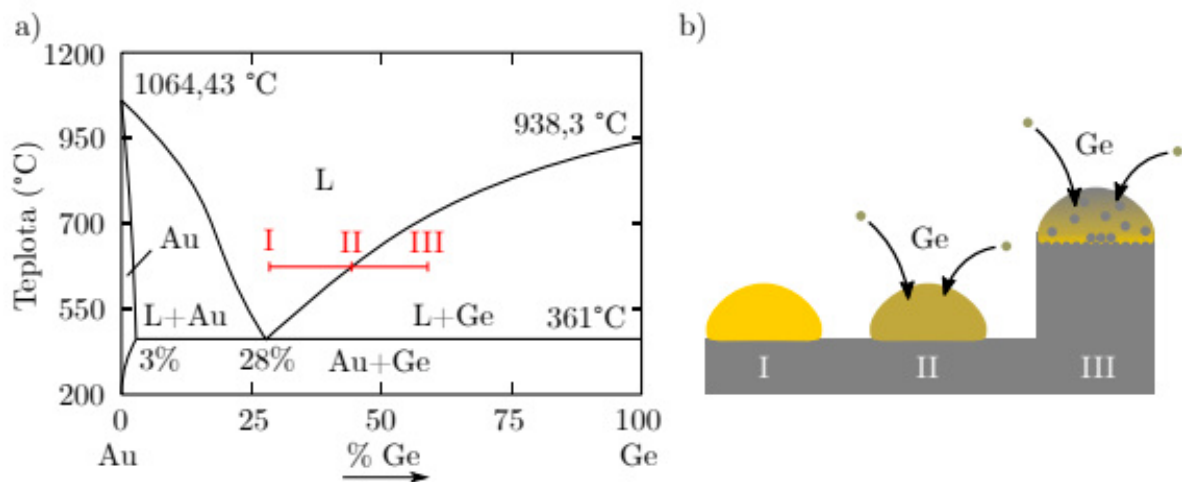 a)
b)
1200
1064,43 °C
950
938,3 °C
Teplota (°C)
L
Ge
700
I
II
III
Au
Ge
550
L+Au
L+Ge
361°C
3%
28%
Au+Ge
I
II
III
200
0
25
50
75
100
Au
% Ge
Ge